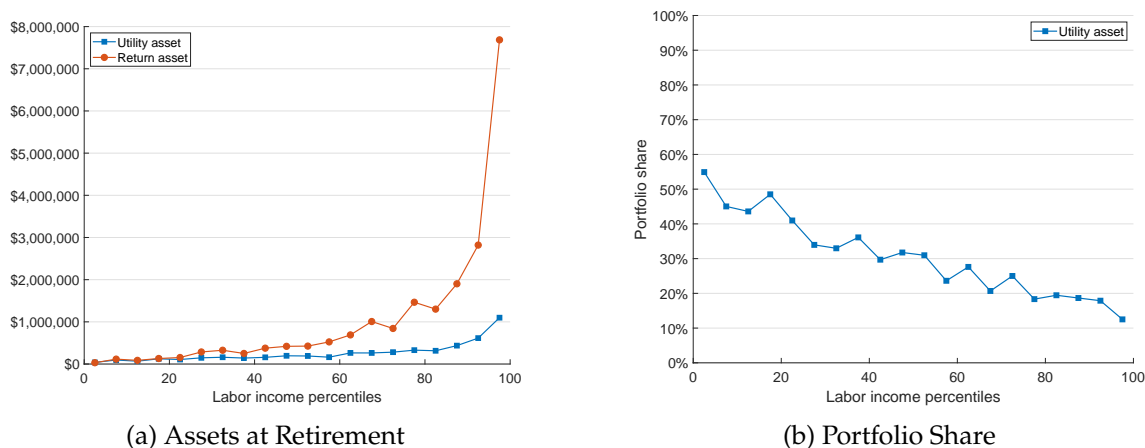 $8,000,000
$7,000,000
$6,000,000
$5,000,000
$4,000,000
$3,000,000
$2,000,000
$1,000,000
$0
Utility asset
Return asset
0 20 40 60 80 100
Labor income percentiles
(a) Assets at Retirement
100%
90%
80%
70%
60%
50%
40%
30%
20%
10%
0%
Portfolio share
Utility asset
0 20 40 60 80 100
Labor income percentiles
(b) Portfolio Share